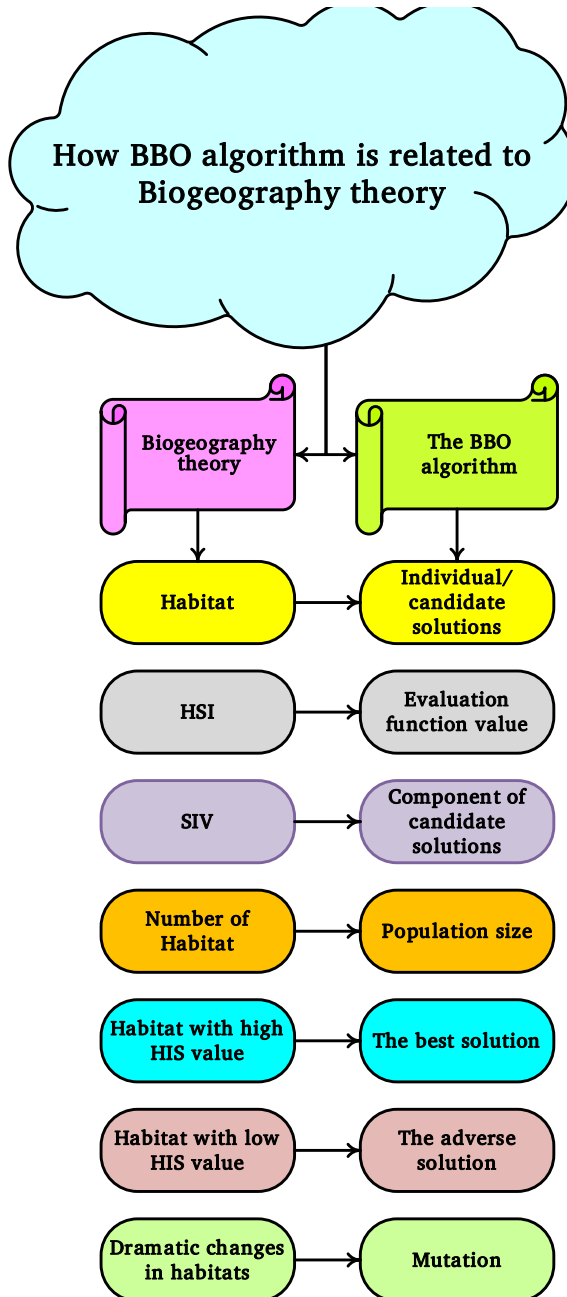 How BBO algorithm is related to
Biogeography theory
Biogeography
theory
The BBO
algorithm
Habitat
Individual/
candidate
solutions
HSI
Evaluation
function value
SIV
Component of
candidate
solutions
Number of
Habitat
Population size
Habitat with high
HIS value
The best solution
Habitat with low
HIS value
The adverse
solution
Dramatic changes
in habitats
Mutation